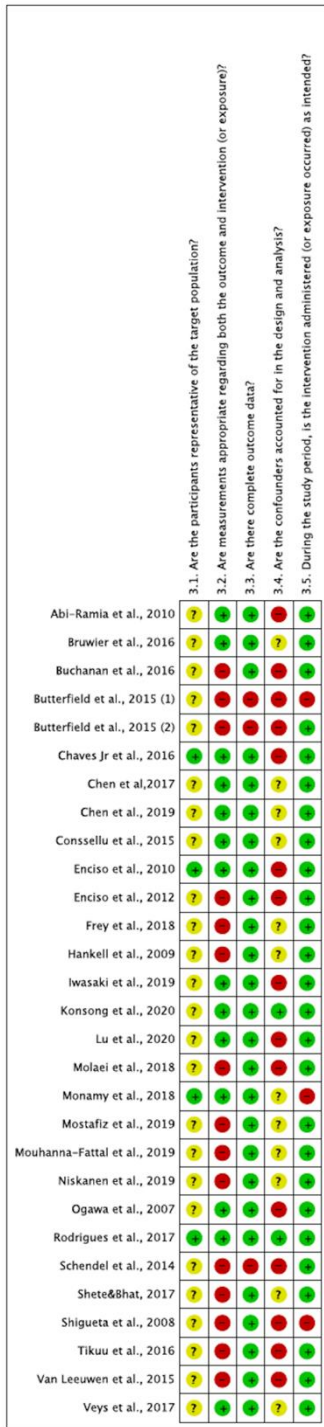 3.1. Are the participants representative of the target population?
3.2. Are measurements appropriate regarding both the outcome and intervention (or exposure)?
3.3. Are there complete outcome data?
3.4. Are the confounders accounted for in the design and analysis?
3.5. During the study period, is the intervention administered (or exposure occurred) as intended?
Abi-Ramia et al., 2010 ? + + - +
Bruwier et al., 2016 ? + + ? +
Buchanan et al., 2016 ? - + - +
Butterfield et al., 2015 (1) ? - - - -
Butterfield et al., 2015 (2) ? - - - +
Chaves Jr et al., 2016 + + + - +
Chen et al,2017 ? + + ? +
Chen et al., 2019 ? + + ? +
Conssellu et al., 2015 ? + + ? +
Enciso et al., 2010 + + + - +
Enciso et al., 2012 ? - + - +
Frey et al., 2018 ? - + ? +
Hankell et al., 2009 ? - + ? +
Iwasaki et al., 2019 ? + + - +
Konsong et al., 2020 ? + + + +
Lu et al., 2020 ? + + - +
Molaei et al., 2018 ? - + - +
Monamy et al., 2018 + + + ? -
Mostafiz et al., 2019 ? - + ? +
Mouhanna-Fattal et al., 2019 ? - + ? +
Niskanen et al., 2019 ? - + ? +
Ogawa et al., 2007 ? + + - +
Rodrigues et al., 2017 + + + + +
Schendel et al., 2014 ? - - - +
Shete&Bhat, 2017 ? - + ? +
Shigueta et al., 2008 ? - + - -
Tikuu et al., 2016 ? - + - +
Van Leeuwen et al., 2015 ? - + - +
Veys et al., 2017 ? + + ? +